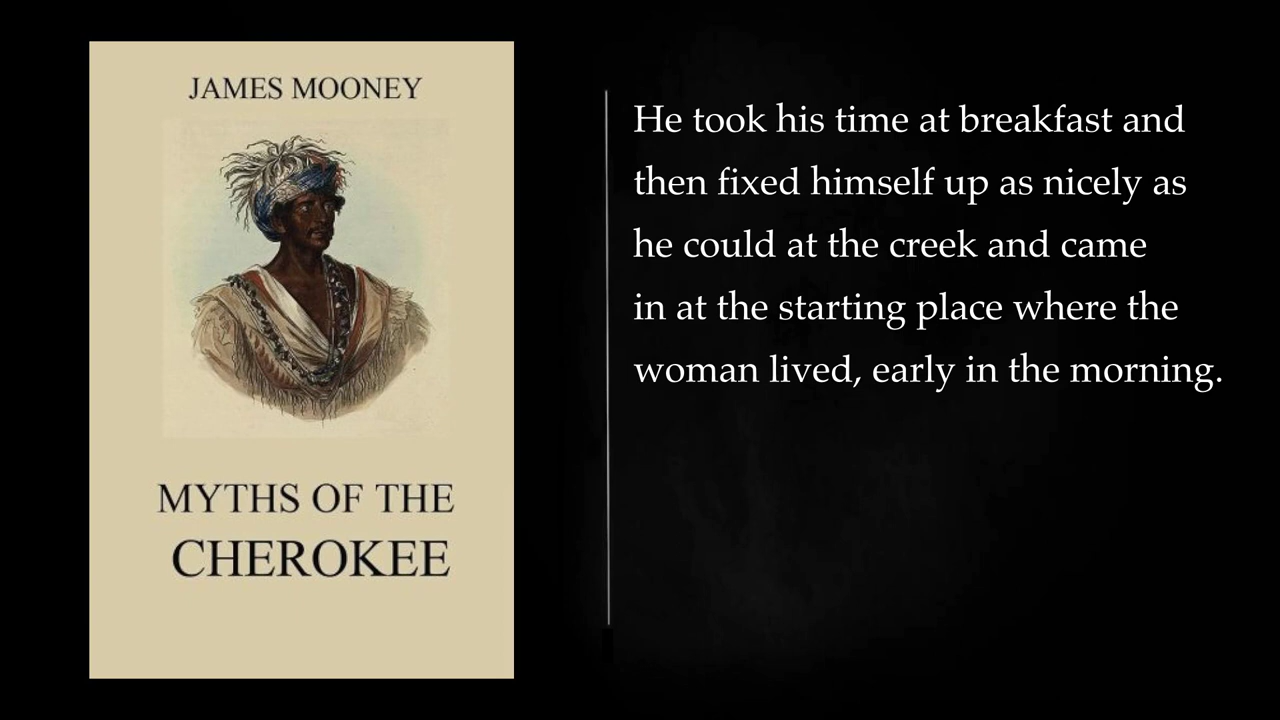 JAMES MOONEY
MYTHS OF THE
CHEROKEE
He took his time at breakfast and
then fixed himself up as nicely as
he could at the creek and came
in at the starting place where the
woman lived, early in the morning.